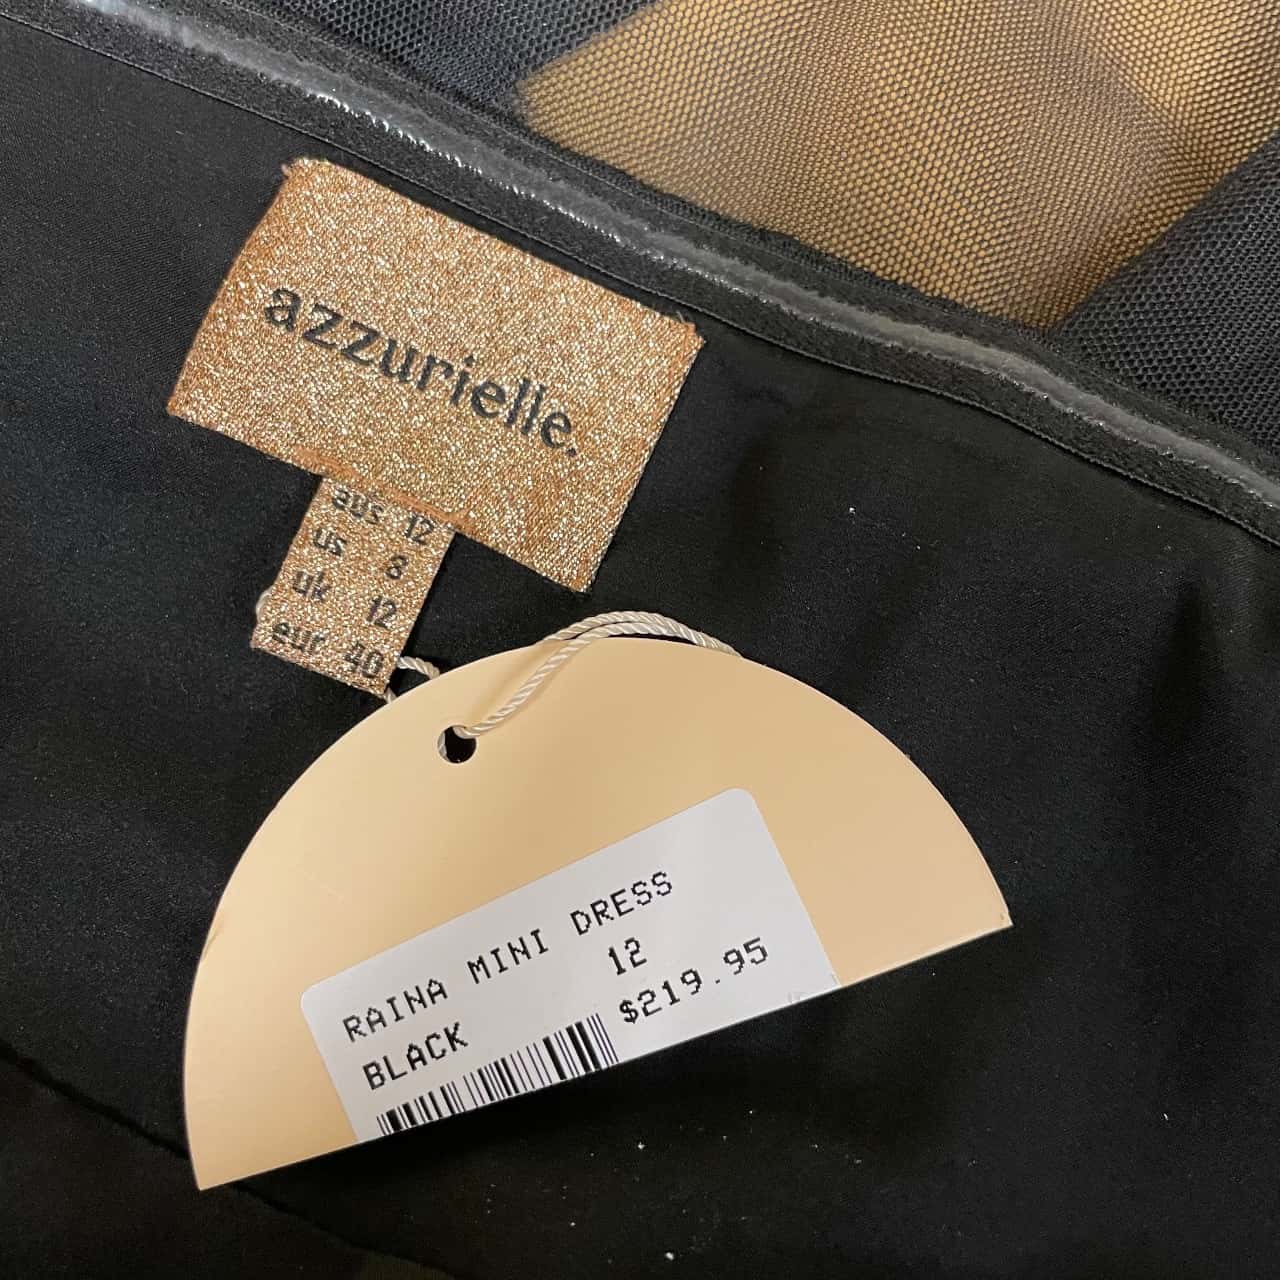 azzurielle.
aus 12
us 8
uk 12
eur 40
RAINA MINI DRESS
12
BLACK
$219.95